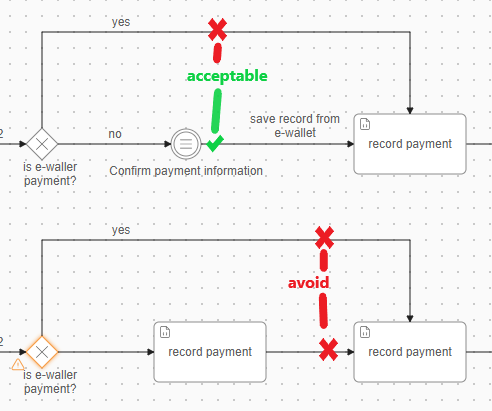 yes
acceptable
save record from
e-wallet
2
no
record payment
is e-waller
payment?
Confirm payment information
yes
avoid
2
record payment
record payment
is e-waller
payment?